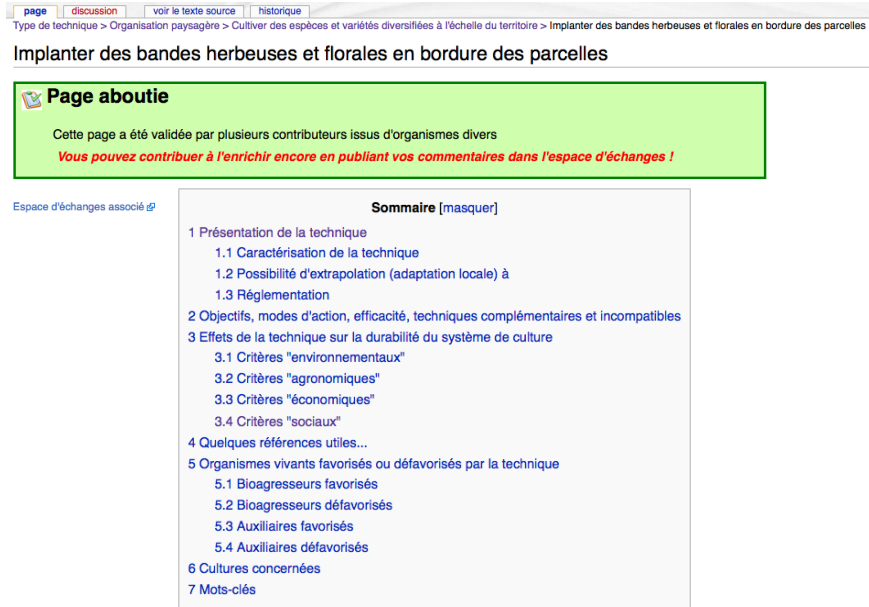 page discussion voir le texte source historique
Type de technique > Organisation paysagère > Cultiver des espèces et variétés diversifiées à l'échelle du territoire > Implanter des bandes herbeuses et florales en bordure des parcelles
Implanter des bandes herbeuses et florales en bordure des parcelles
Page aboutie
Cette page a été validée par plusieurs contributeurs issus d'organismes divers
Vous pouvez contribuer à l'enrichir encore en publiant vos commentaires dans l'espace d'échanges !
Espace d'échanges associé
Sommaire [masquer]
1 Présentation de la technique
1.1 Caractérisation de la technique
1.2 Possibilité d'extrapolation (adaptation locale) à
1.3 Réglementation
2 Objectifs, modes d'action, efficacité, techniques complémentaires et incompatibles
3 Effets de la technique sur la durabilité du système de culture
3.1 Critères "environnementaux"
3.2 Critères "agronomiques"
3.3 Critères "économiques"
3.4 Critères "sociaux"
4 Quelques références utiles...
5 Organismes vivants favorisés ou défavorisés par la technique
5.1 Bioagresseurs favorisés
5.2 Bioagresseurs défavorisés
5.3 Auxiliaires favorisés
5.4 Auxiliaires défavorisés
6 Cultures concernées
7 Mots-clés